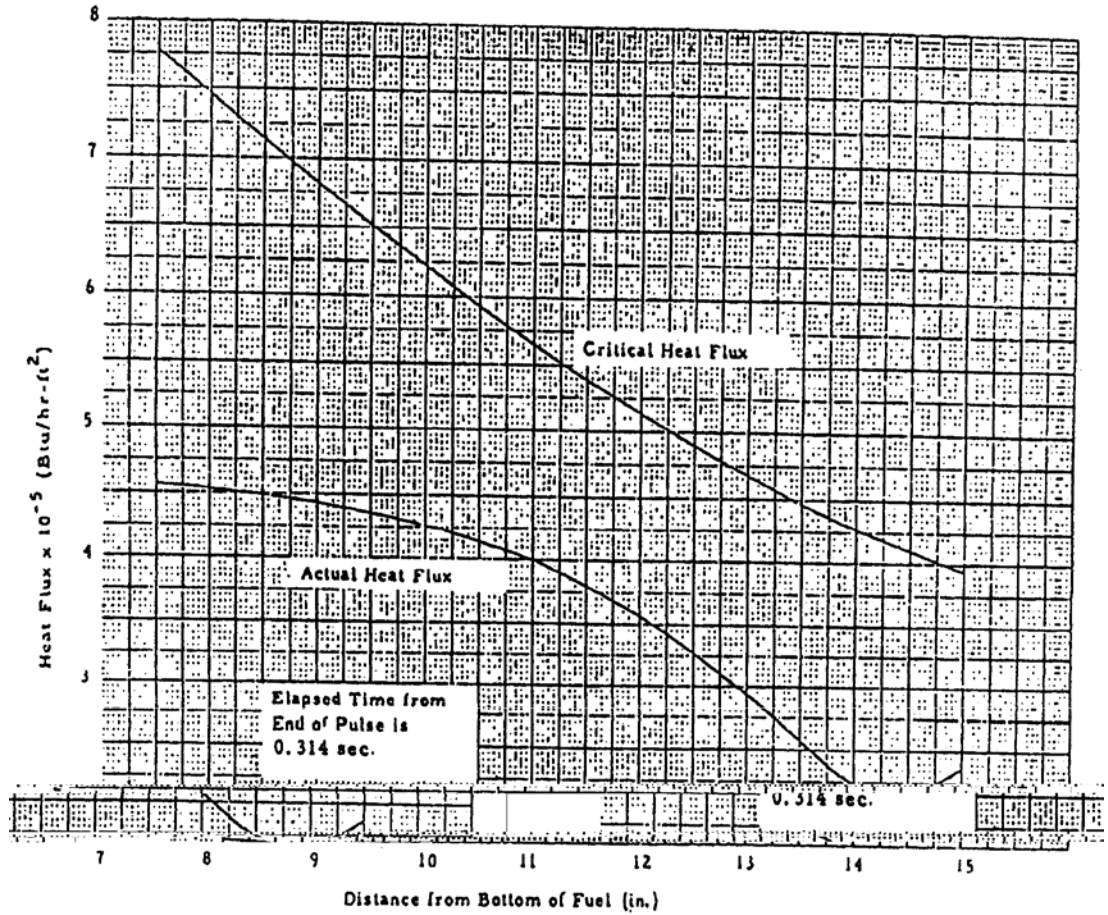 8
7
6
5
4
3
Heat Flux x 10⁻⁵ (Btu/hr-ft²)
Critical Heat Flux
Actual Heat Flux
Elapsed Time from
End of Pulse is
0.314 sec.
0.314 sec.
7 8 9 10 11 12 13 14 15
Distance from Bottom of Fuel (in.)